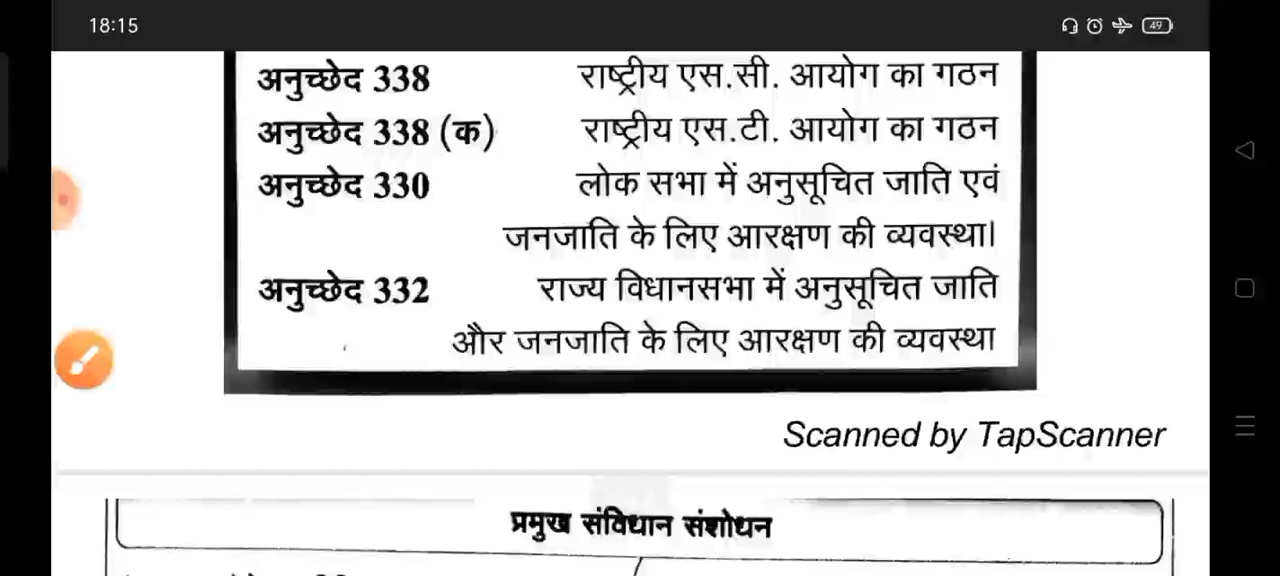 18:15
49
अनुच्छेद 338 राष्ट्रीय एस.सी. आयोग का गठन
अनुच्छेद 338 (क) राष्ट्रीय एस.टी. आयोग का गठन
अनुच्छेद 330 लोक सभा में अनुसूचित जाति एवं
जनजाति के लिए आरक्षण की व्यवस्था।
अनुच्छेद 332 राज्य विधानसभा में अनुसूचित जाति
और जनजाति के लिए आरक्षण की व्यवस्था
Scanned by TapScanner
प्रमुख संविधान संशोधन